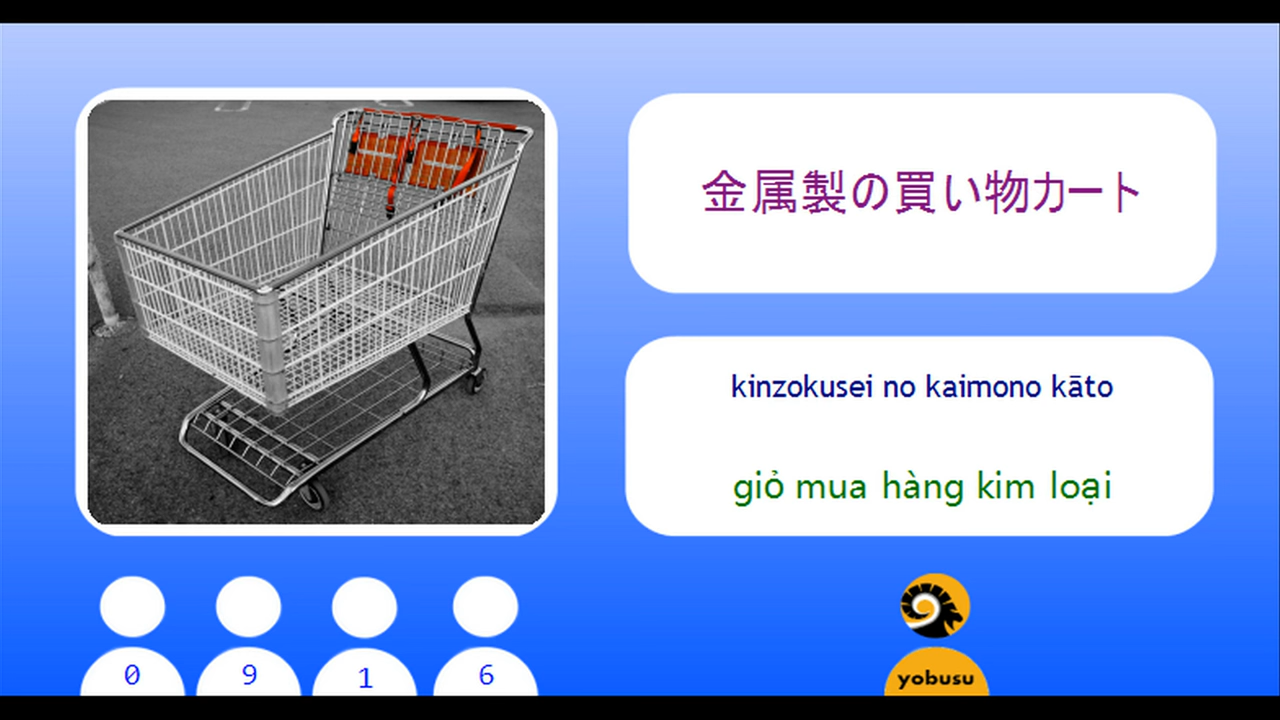 金属製の買い物カート
kinzokusei no kaimono kāto
giỏ mua hàng kim loại
0 9 1 6
yobusu